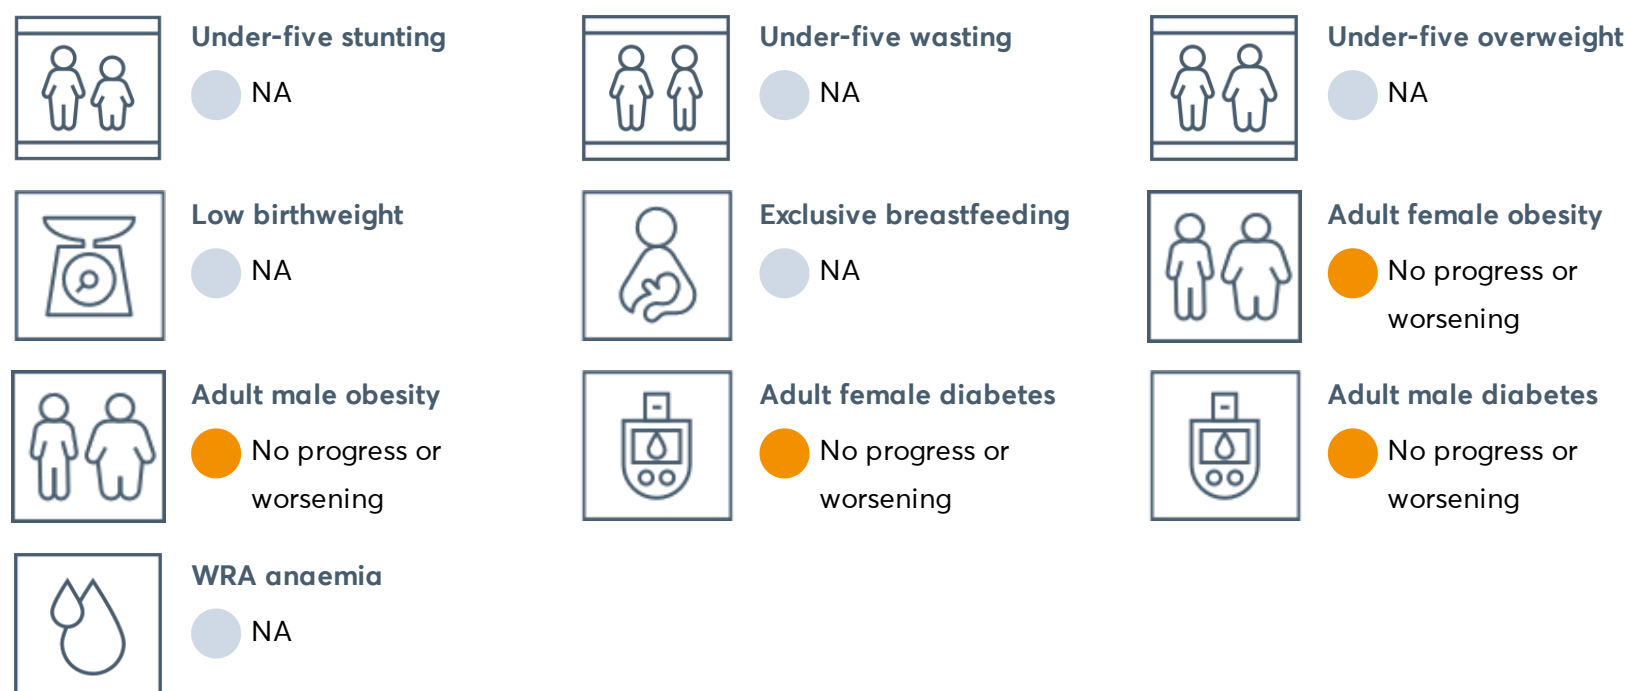 Under-five stunting
NA
Under-five wasting
NA
Under-five overweight
NA
Low birthweight
NA
Exclusive breastfeeding
NA
Adult female obesity
No progress or
worsening
Adult male obesity
No progress or
worsening
Adult female diabetes
No progress or
worsening
Adult male diabetes
No progress or
worsening
WRA anaemia
NA